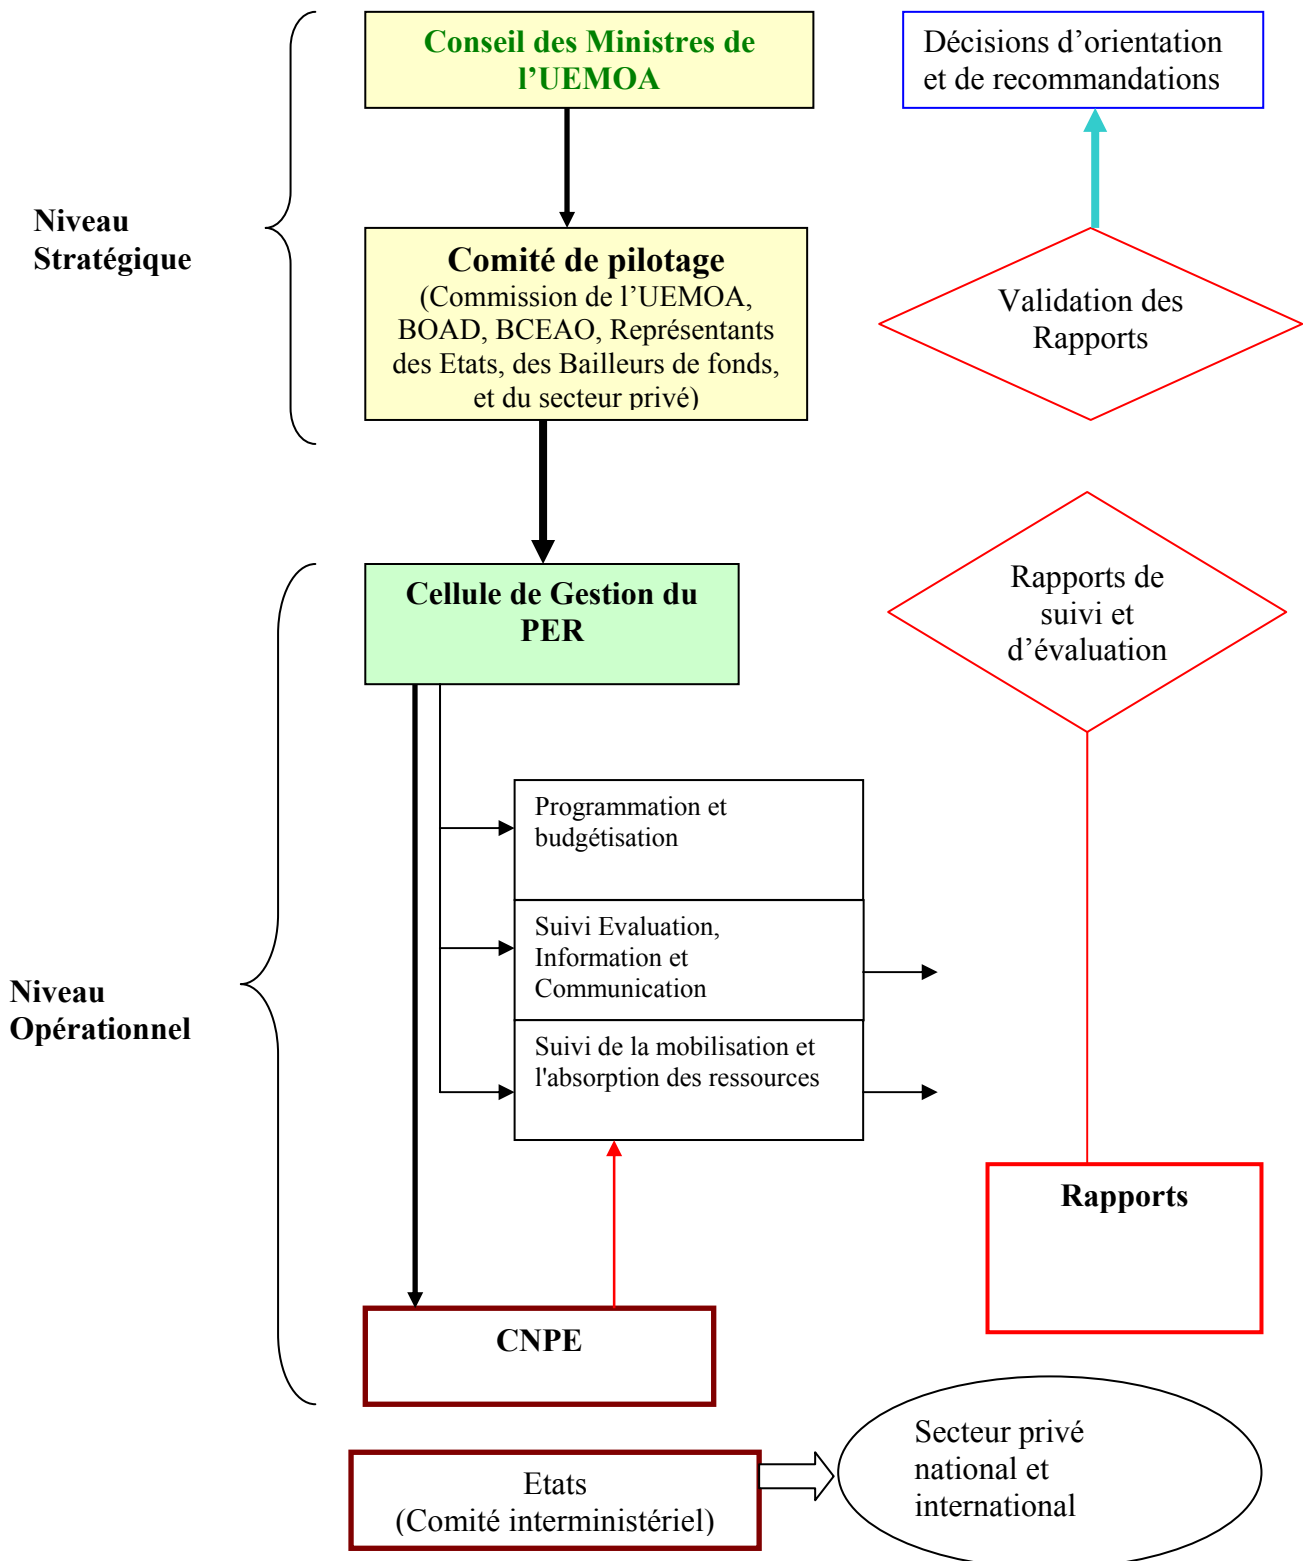 Conseil des Ministres de
l’UEMOA
Décisions d’orientation
et de recommandations
Niveau
Stratégique
Comité de pilotage
(Commission de l’UEMOA,
BOAD, BCEAO, Représentants
des Etats, des Bailleurs de fonds,
et du secteur privé)
Validation des
Rapports
Cellule de Gestion du
PER
Rapports de
suivi et
d’évaluation
Programmation et
budgétisation
Suivi Evaluation,
Information et
Communication
Suivi de la mobilisation et
l'absorption des ressources
Niveau
Opérationnel
Rapports
CNPE
Etats
(Comité interministériel)
Secteur privé
national et
international